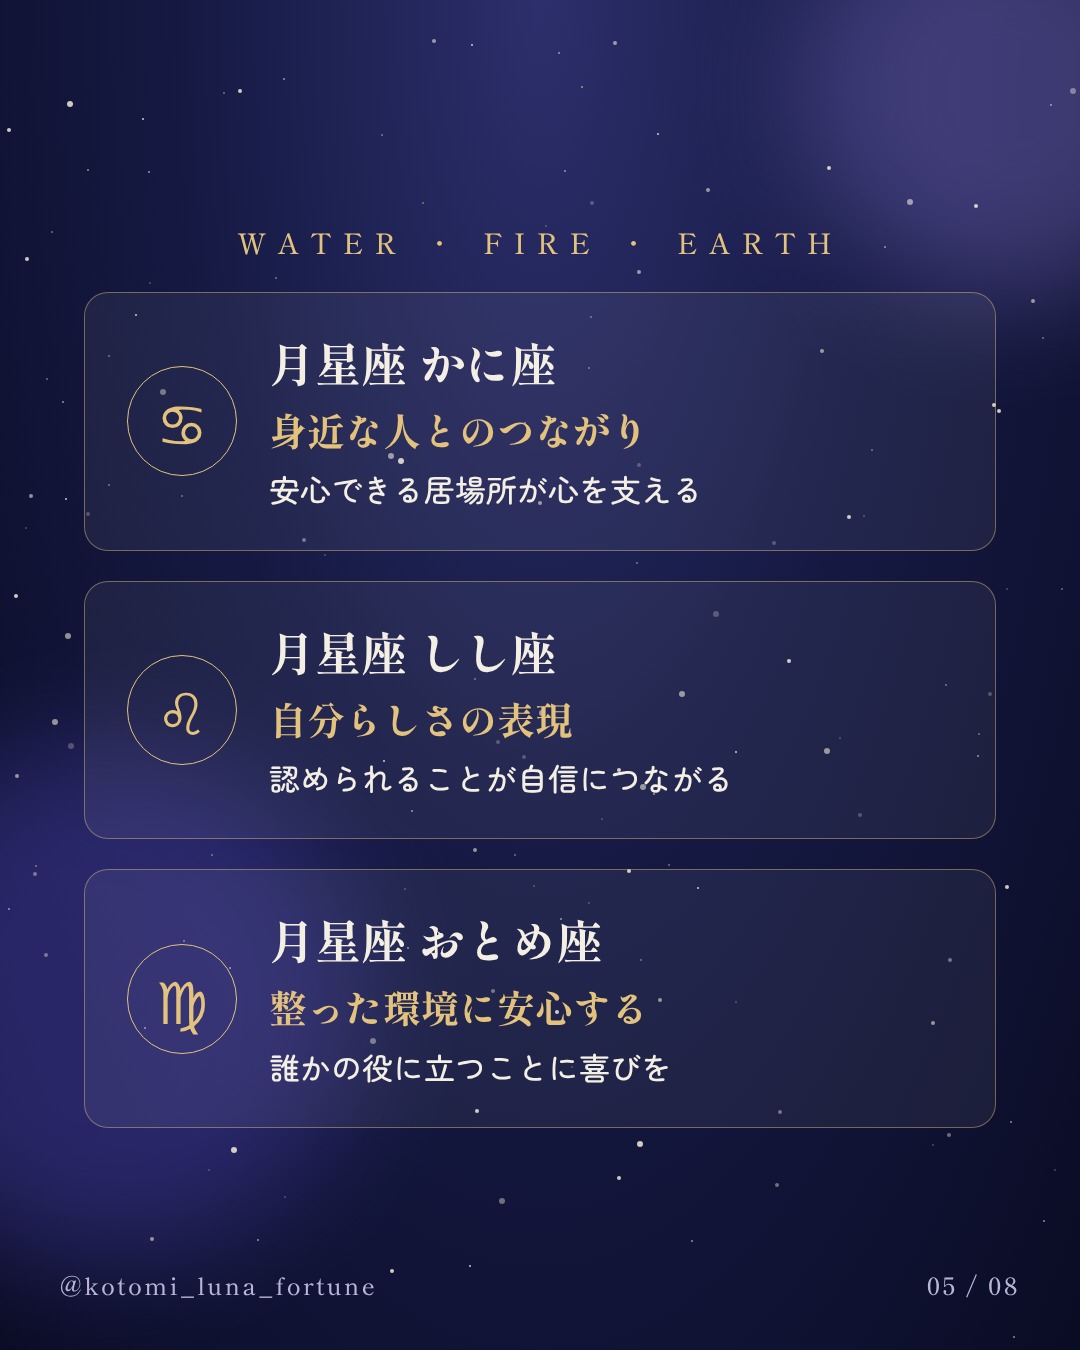 WATER · FIRE · EARTH
♋
月星座 かに座
身近な人とのつながり
安心できる居場所が心を支える
♌
月星座 しし座
自分らしさの表現
認められることが自信につながる
♍
月星座 おとめ座
整った環境に安心する
誰かの役に立つことに喜びを
@kotomi_luna_fortune
05 / 08